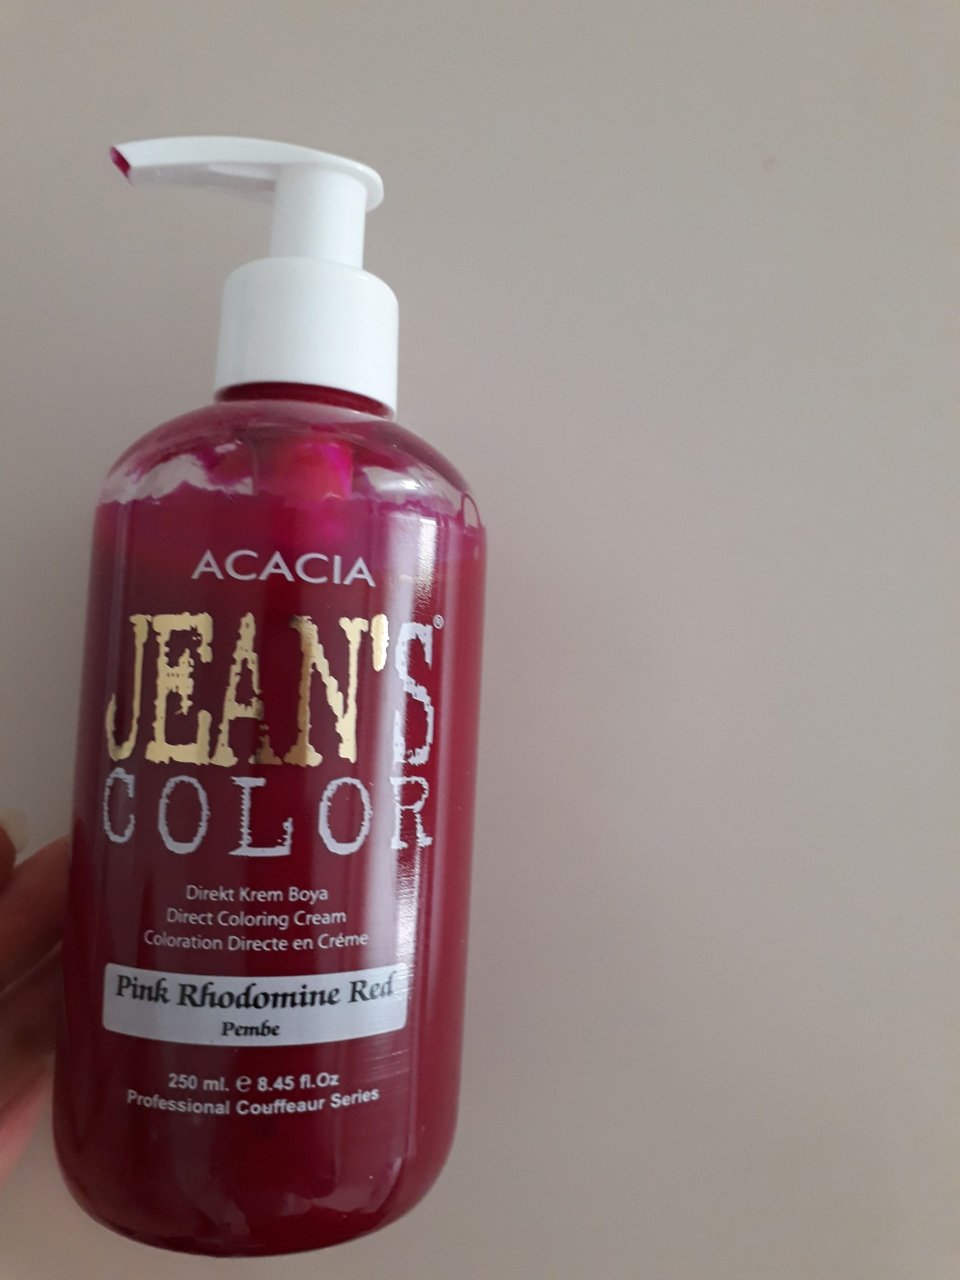 ACACIA
JEAN'S®
COLOR
Direkt Krem Boya
Direct Coloring Cream
Coloration Directe en Créme
Pink Rhodomine Red
Pembe
250 ml. ℮ 8.45 fl.Oz
Professional Couffeaur Series